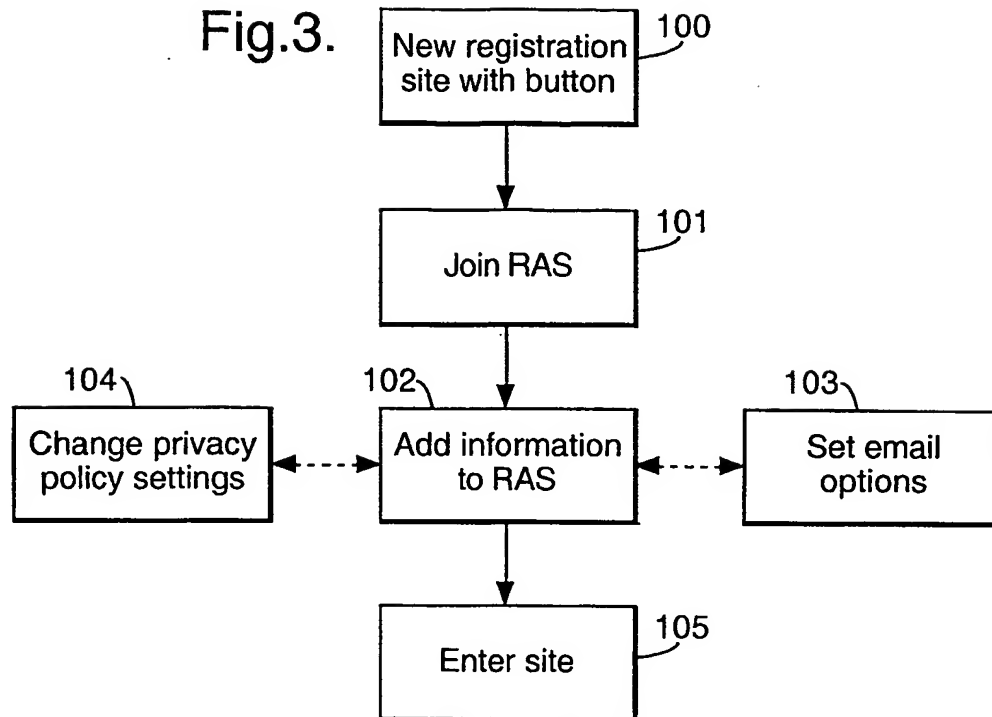 Fig.3.
New registration
site with button
100
Join RAS
101
104
Change privacy
policy settings
102
Add information
to RAS
103
Set email
options
Enter site
105